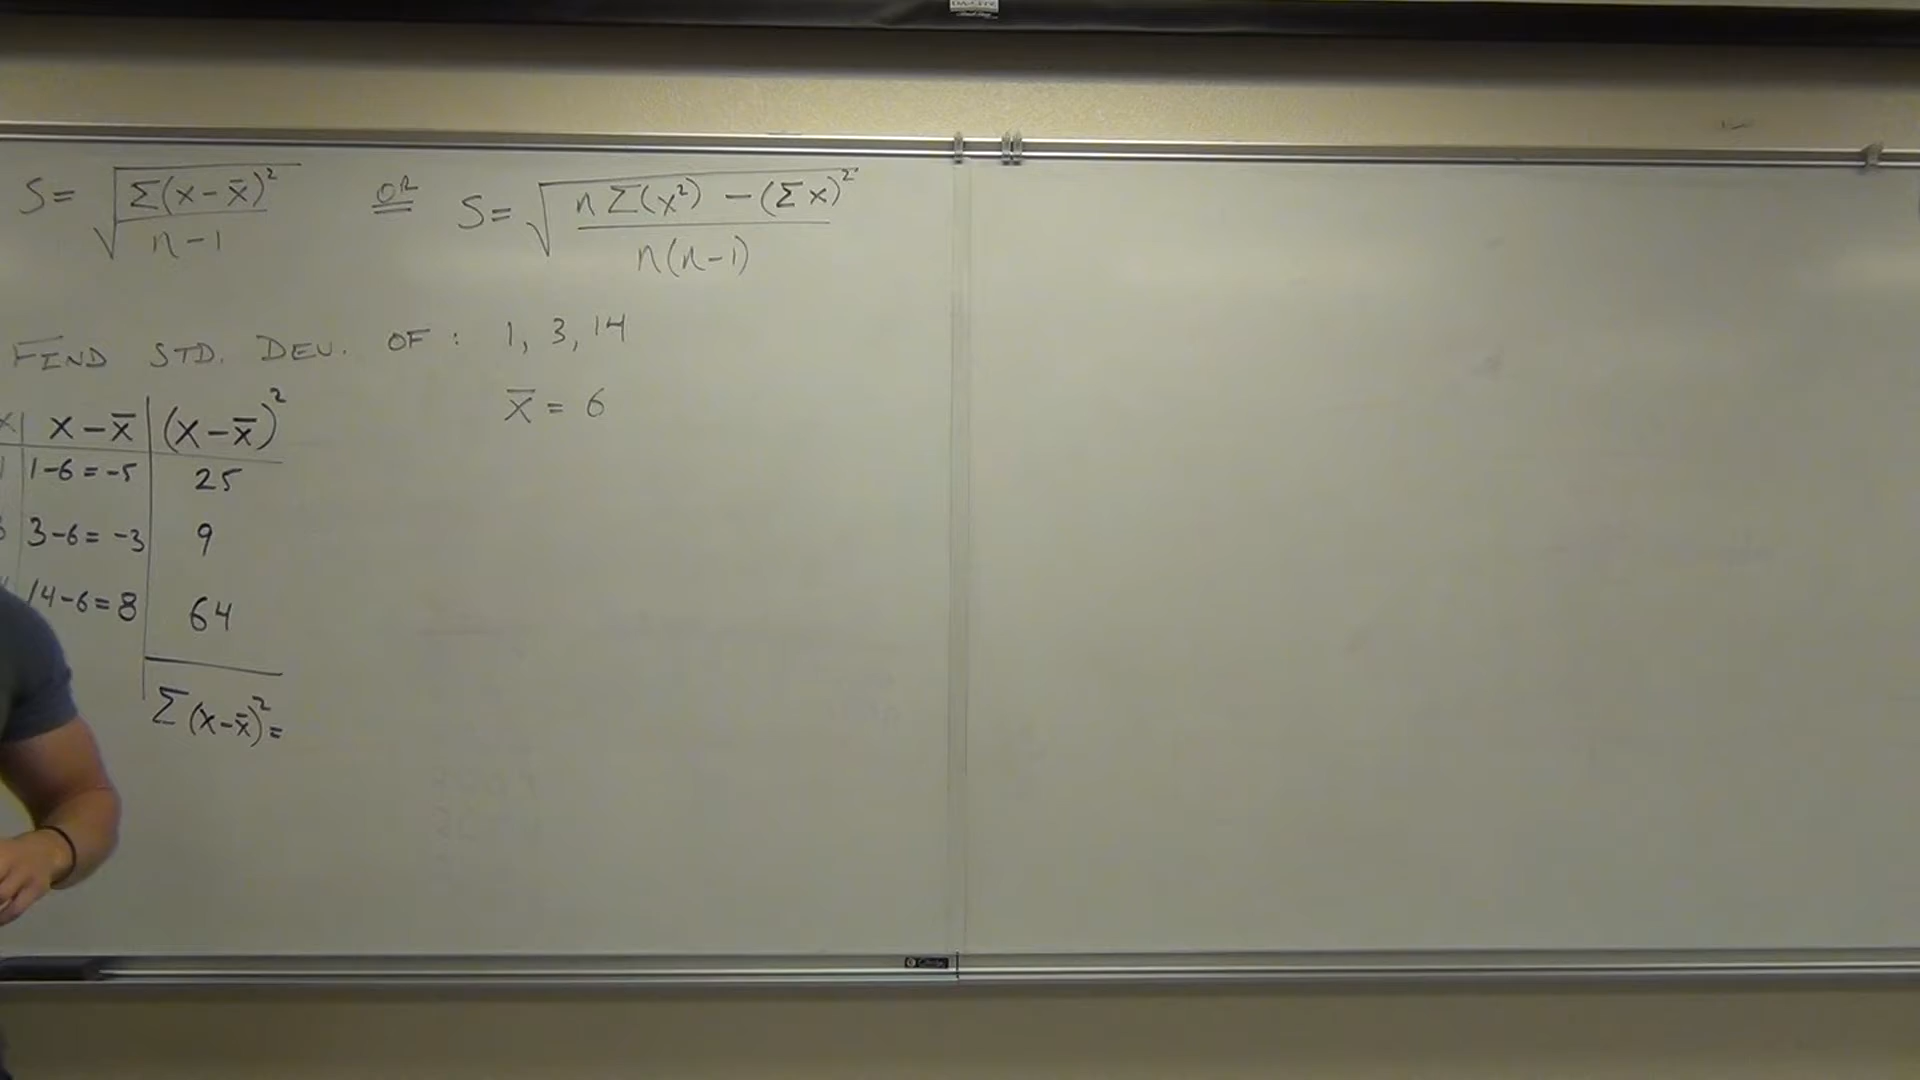 S = √(Σ(x-x̄)²/(n-1)) OR S = √((nΣ(x²) - (Σx)²)/(n(n-1)))
FIND STD. DEV. OF : 1, 3, 14
x̄ = 6
x | x-x̄ | (x-x̄)²
1 | 1-6=-5 | 25
3 | 3-6=-3 | 9
14-6=8 | 64
Σ(x-x̄)²=